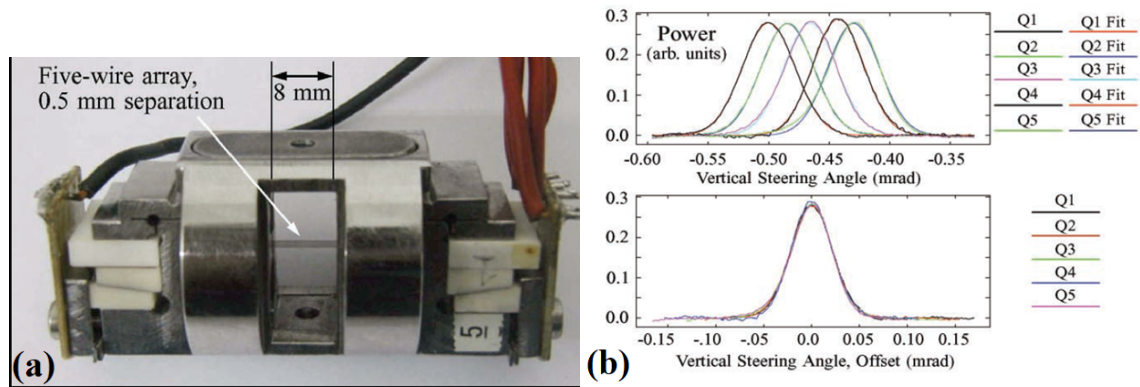 Five-wire array,
0.5 mm separation
8 mm
5
(a)
0.3
0.2
0.1
0.0
Power
(arb. units)
-0.60 -0.55 -0.50 -0.45 -0.40 -0.35
Vertical Steering Angle (mrad)
Q1 Q1 Fit
Q2 Q2 Fit
Q3 Q3 Fit
Q4 Q4 Fit
Q5 Q5 Fit
0.3
0.2
0.1
0.0
-0.15 -0.10 -0.05 0.0 0.05 0.10 0.15
Vertical Steering Angle, Offset (mrad)
Q1
Q2
Q3
Q4
Q5
(b)